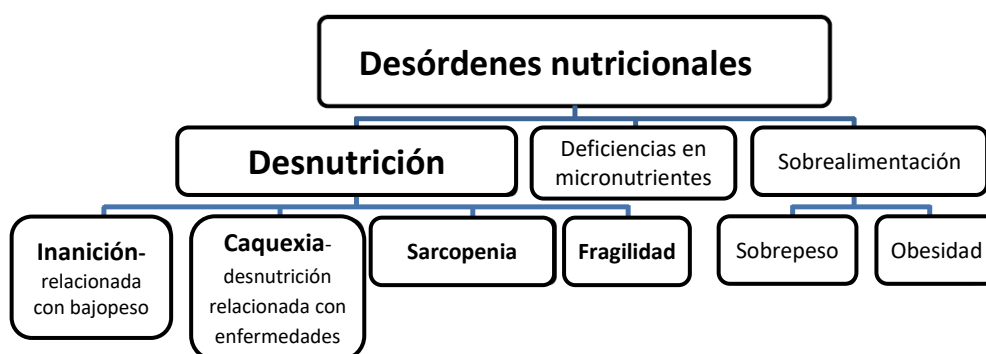 Desórdenes nutricionales
Desnutrición
Deficiencias en
micronutrientes
Sobrealimentación
Inanición-
relacionada
con bajopeso
Caquexia-
desnutrición
relacionada con
enfermedades
Sarcopenia
Fragilidad
Sobrepeso
Obesidad